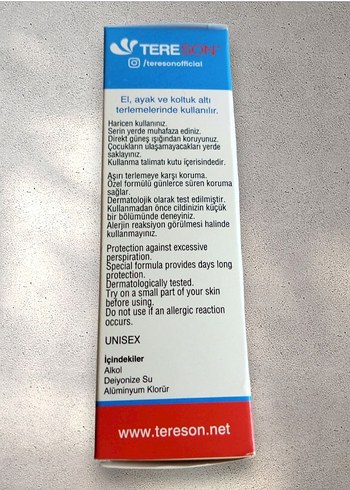 TERESON
/teresonofficial
El, ayak ve koltuk altı
terlemelerinde kullanılır.
Haricen kullanınız.
Serin yerde muhafaza ediniz.
Direkt güneş ışığından koruyunuz.
Çocukların ulaşamayacakları yerde
saklayınız.
Kullanma talimatı kutu içerisindedir.
Aşırı terlemeye karşı koruma.
Özel formülü günlerce süren koruma
sağlar.
Dermatolojik olarak test edilmiştir.
Kullanmadan önce cildinizin küçük
bir bölümünde deneyiniz.
Alerjin reaksiyon görülmesi halinde
kullanmayınız.
Protection against excessive
perspiration.
Special formula provides days long
protection.
Dermatologically tested.
Try on a small part of your skin
before using.
Do not use if an allergic reaction
occurs.
UNISEX
İçindekiler
Alkol
Deiyonize Su
Alüminyum Klorür
www.tereson.net